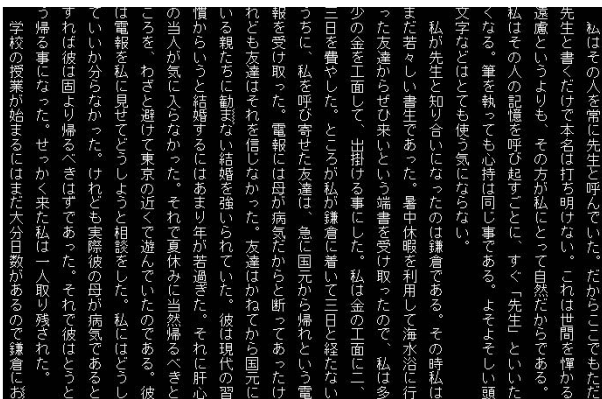 私はその人を常に先生と呼んでいた。だからここでもただ
先生と書くだけで本名は打ち明けない。これは世間を憚かる
遠慮というよりも、その方が私にとって自然だからである。
私はその人の記憶を呼び起すごとに、すぐ「先生」といいた
くなる。筆を執っても心持は同じ事である。よそよそしい頭
文字などはとても使う気にならない。
　私が先生と知り合いになったのは鎌倉である。その時私は
まだ若々しい書生であった。暑中休暇を利用して海水浴に行
った友達からぜひ来いという端書を受け取ったので、私は多
少の金を工面して、出掛ける事にした。私は金の工面に二、
三日を費やした。ところが私が鎌倉に着いて三日と経たない
うちに、私を呼び寄せた友達は、急に国元から帰れという電
報を受け取った。電報には母が病気だからと断ってあったけ
れども友達はそれを信じなかった。友達はかねてから国元に
いる親たちに勧まない結婚を強いられていた。彼は現代の習
慣からいうと結婚するにはあまり年が若過ぎた。それに肝心
の当人が気に入らなかった。それで夏休みに当然帰るべきと
ころを、わざと避けて東京の近くで遊んでいたのである。彼
は電報を私に見せてどうしようと相談をした。私にはどうし
ていいか分らなかった。けれども実際彼の母が病気であると
すれば彼は固より帰るべきはずであった。それで彼はとうと
う帰る事になった。せっかく来た私は一人取り残された。
　学校の授業が始まるにはまだ大分日数があるので鎌倉にお